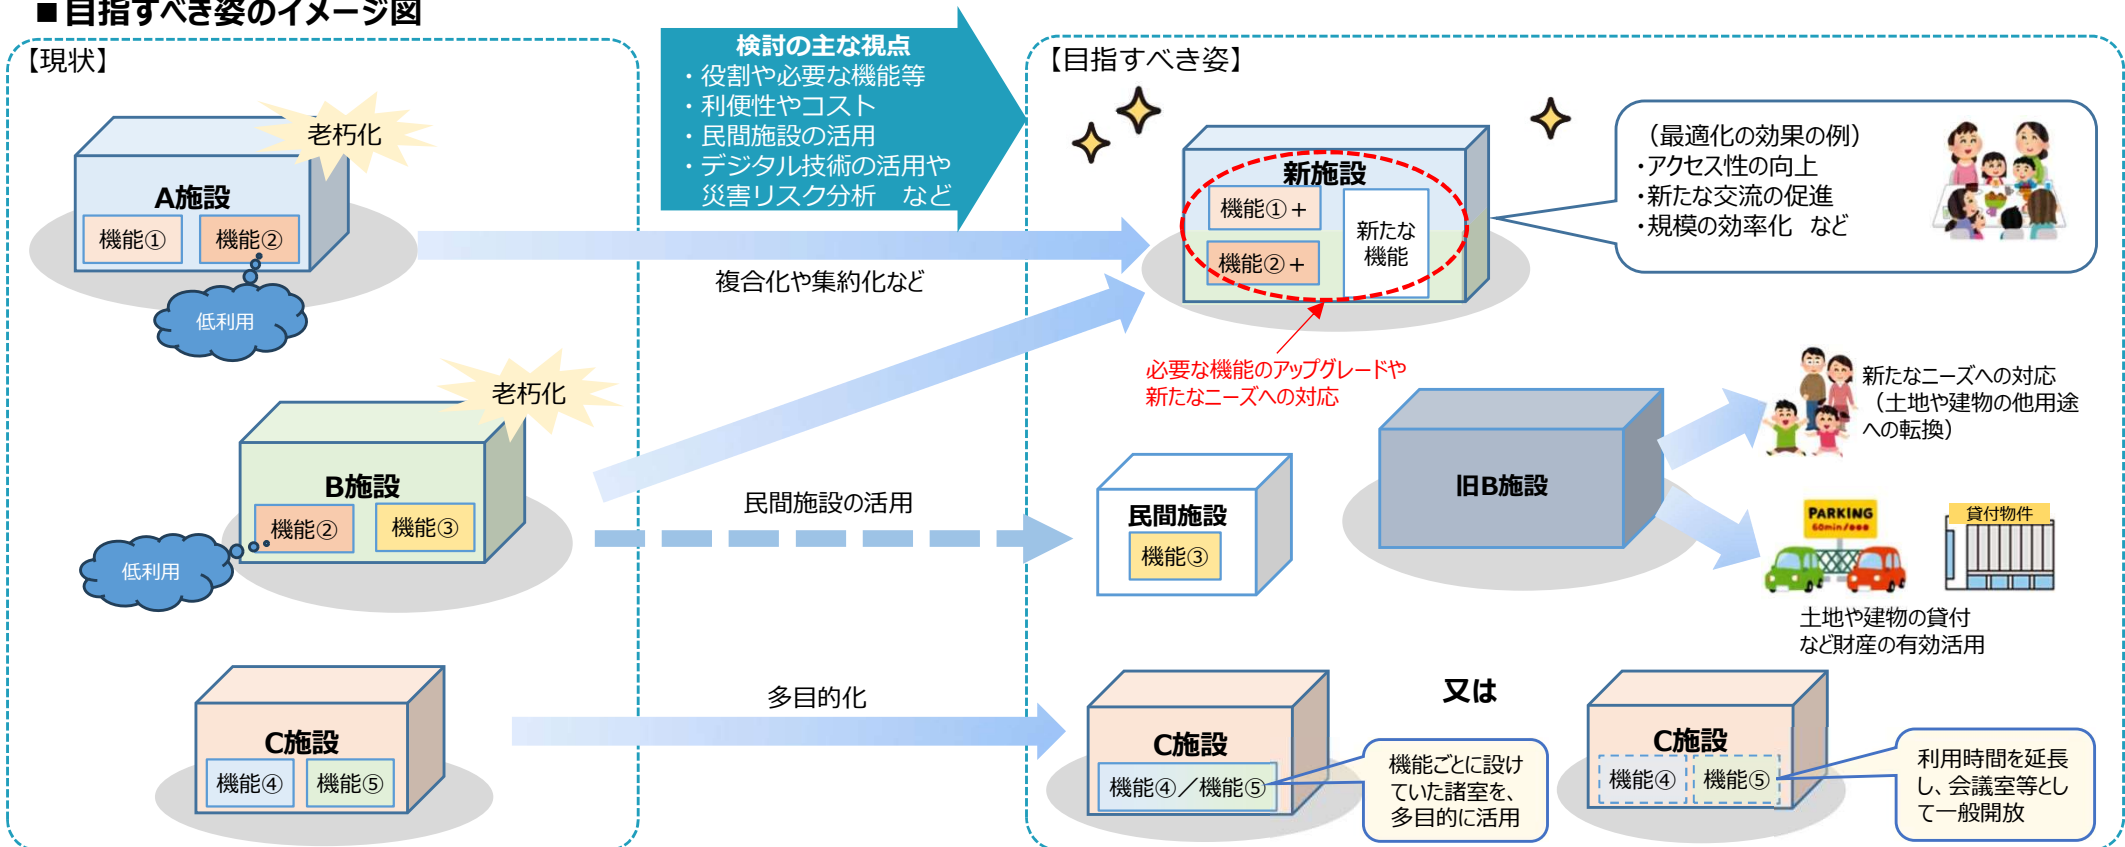 ■目指すべき姿のイメージ図
【現状】
老朽化
A施設
機能①
機能②
低利用
老朽化
B施設
機能②
機能③
低利用
C施設
機能④
機能⑤
検討の主な視点
・役割や必要な機能等
・利便性やコスト
・民間施設の活用
・デジタル技術の活用や
災害リスク分析　など
複合化や集約化など
民間施設の活用
多目的化
【目指すべき姿】
新施設
機能①＋
機能②＋
新たな
機能
必要な機能のアップグレードや
新たなニーズへの対応
（最適化の効果の例）
・アクセス性の向上
・新たな交流の促進
・規模の効率化　など
民間施設
機能③
旧B施設
新たなニーズへの対応
（土地や建物の他用途
への転換）
PARKING
60min/●●●
貸付物件
土地や建物の貸付
など財産の有効活用
C施設
機能④／機能⑤
機能ごとに設け
ていた諸室を、
多目的に活用
又は
C施設
機能④
機能⑤
利用時間を延長
し、会議室等とし
て一般開放